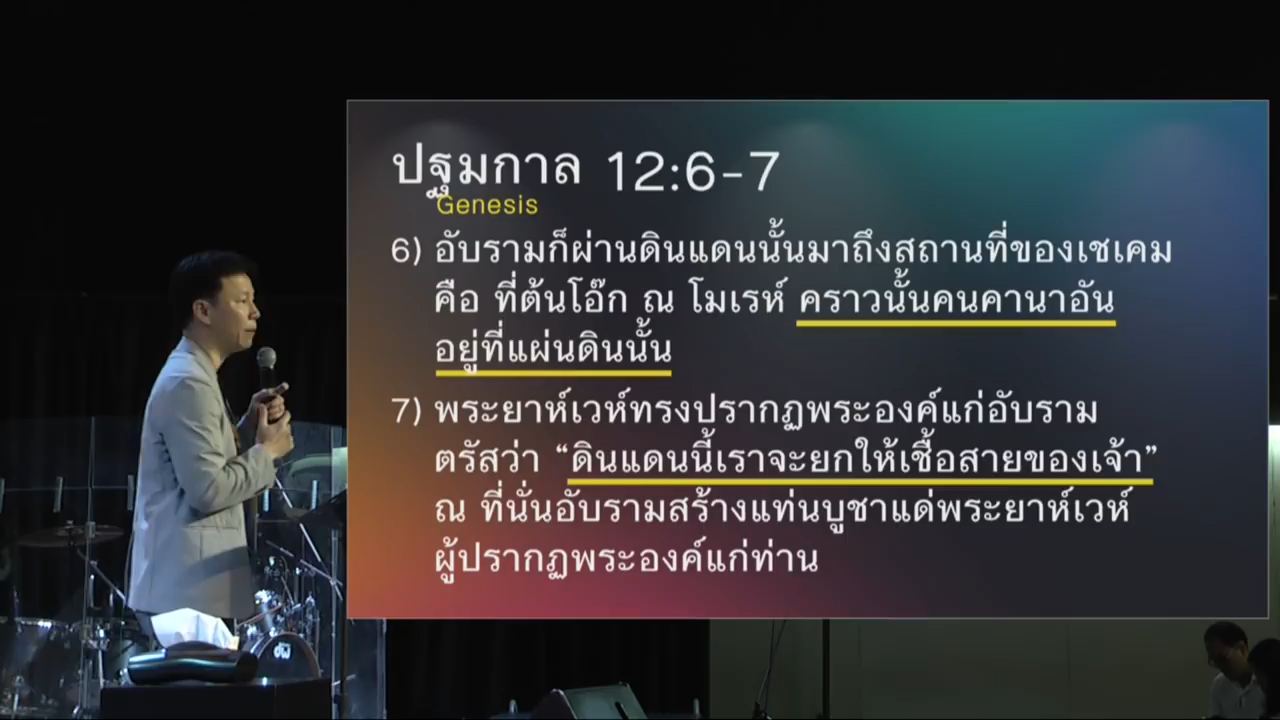 ปฐมกาล 12:6-7
Genesis
6) อับรามก็ผ่านดินแดนนั้นมาถึงสถานที่ของเชเคม
คือ ที่ต้นโอ๊ก ณ โมเรห์ คราวนั้นคนคานาอัน
อยู่ที่แผ่นดินนั้น
7) พระยาห์เวห์ทรงปรากฏพระองค์แก่อับราม
ตรัสว่า “ดินแดนนี้เราจะยกให้เชื้อสายของเจ้า”
ณ ที่นั่นอับรามสร้างแท่นบูชาแด่พระยาห์เวห์
ผู้ปรากฏพระองค์แก่ท่าน